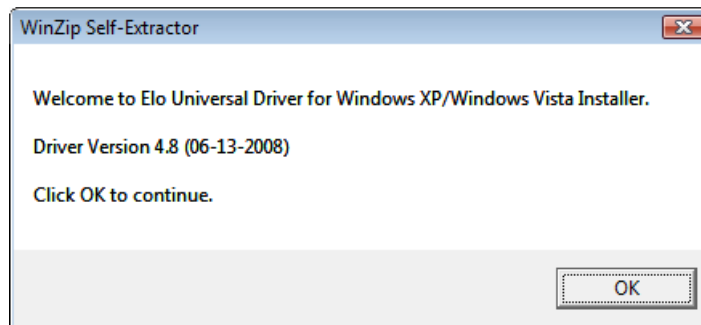 WinZip Self-Extractor
Welcome to Elo Universal Driver for Windows XP/Windows Vista Installer.
Driver Version 4.8 (06-13-2008)
Click OK to continue.
OK